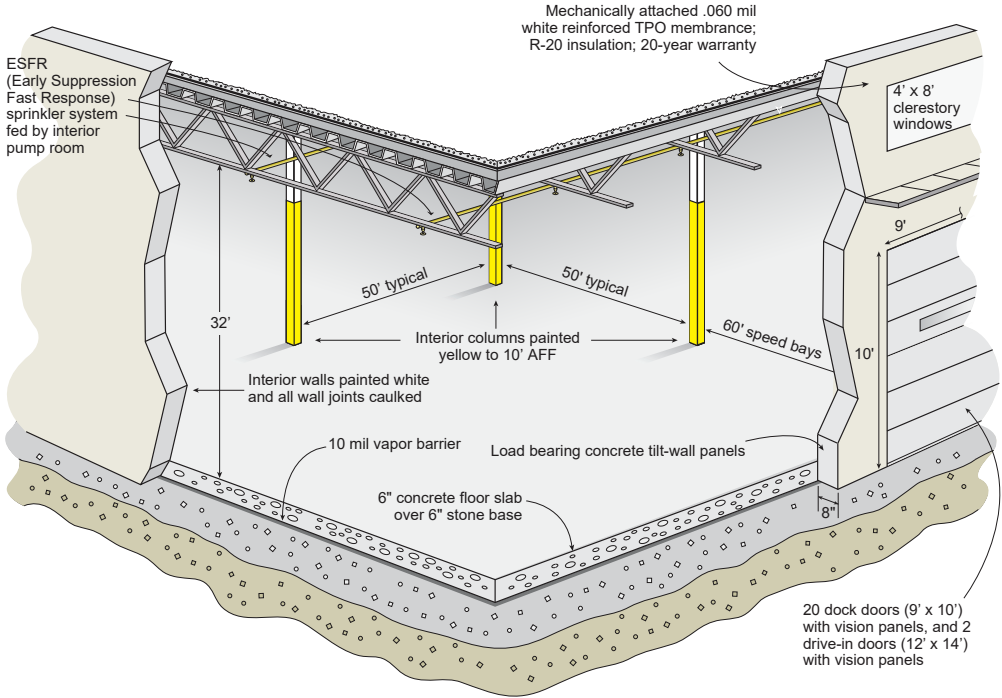 Mechanically attached .060 mil
white reinforced TPO membrance;
R-20 insulation; 20-year warranty
ESFR
(Early Suppression
Fast Response)
sprinkler system
fed by interior
pump room
4’ x 8’
clerestory
windows
9’
50’ typical
50’ typical
32’
Interior columns painted
yellow to 10’ AFF
60’ speed bays
10’
Interior walls painted white
and all wall joints caulked
10 mil vapor barrier
Load bearing concrete tilt-wall panels
6" concrete floor slab
over 6" stone base
8"
20 dock doors (9’ x 10’)
with vision panels, and 2
drive-in doors (12’ x 14’)
with vision panels